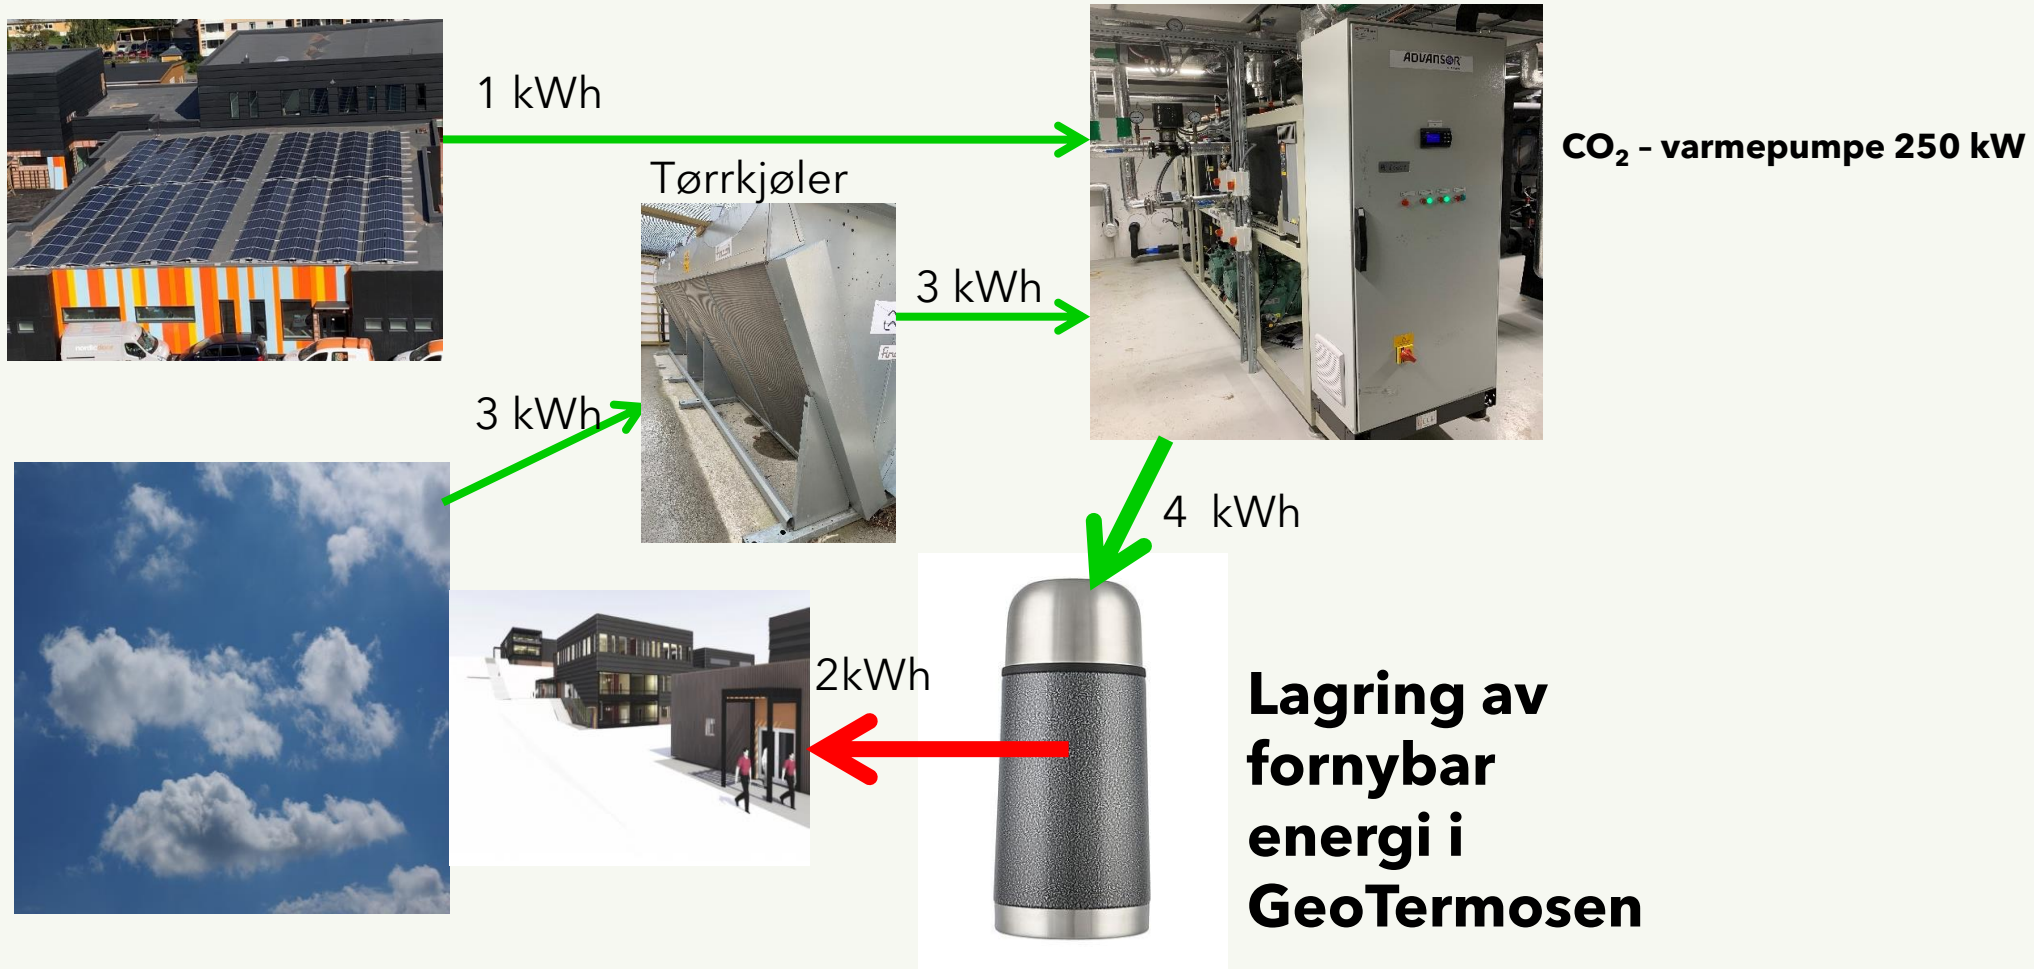 1 kWh
ADVANSOR
CO₂ – varmepumpe 250 kW
Tørrkjøler
3 kWh
3 kWh
4 kWh
2kWh
Lagring av
fornybar
energi i
GeoTermosen